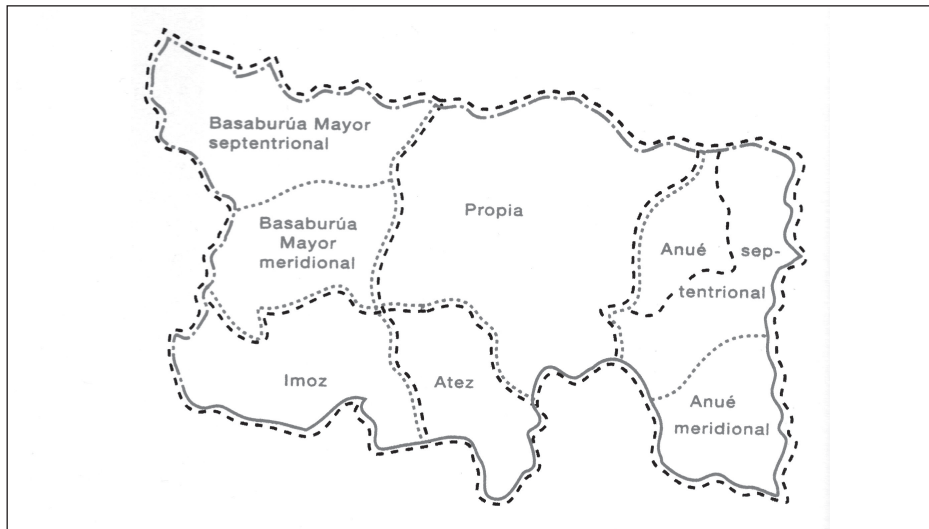 Basaburúa Mayor
septentrional
Basaburúa
Mayor
meridional
Propia
Anué sep-
tentrional
Imoz
Atez
Anué
meridional